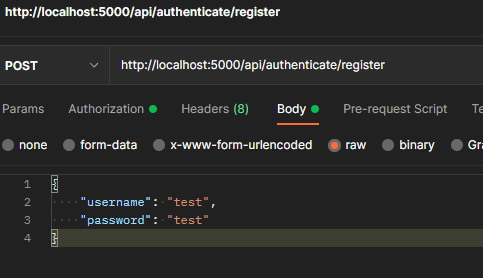 http://localhost:5000/api/authenticate/register
POST http://localhost:5000/api/authenticate/register
Params Authorization Headers (8) Body Pre-request Script Te
none form-data x-www-form-urlencoded raw binary Gra
1 {
2 "username": "test",
3 "password": "test"
4 }